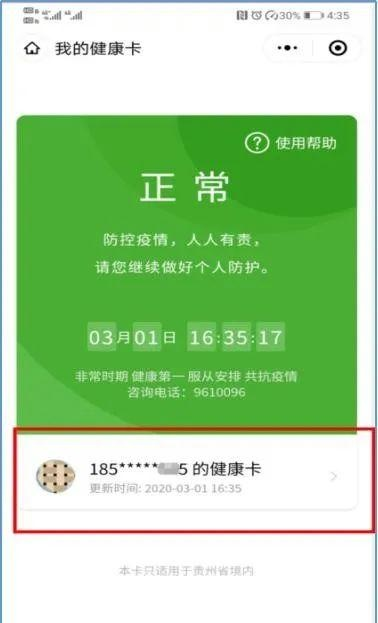 30% 4:35
我的健康卡
使用帮助
正常
防控疫情，人人有责，
请您继续做好个人防护。
03月01日 16:35:17
非常时期 健康第一 服从安排 共抗疫情
咨询电话：9610096
185*****5 的健康卡
更新时间: 2020-03-01 16:35
本卡只适用于贵州省境内